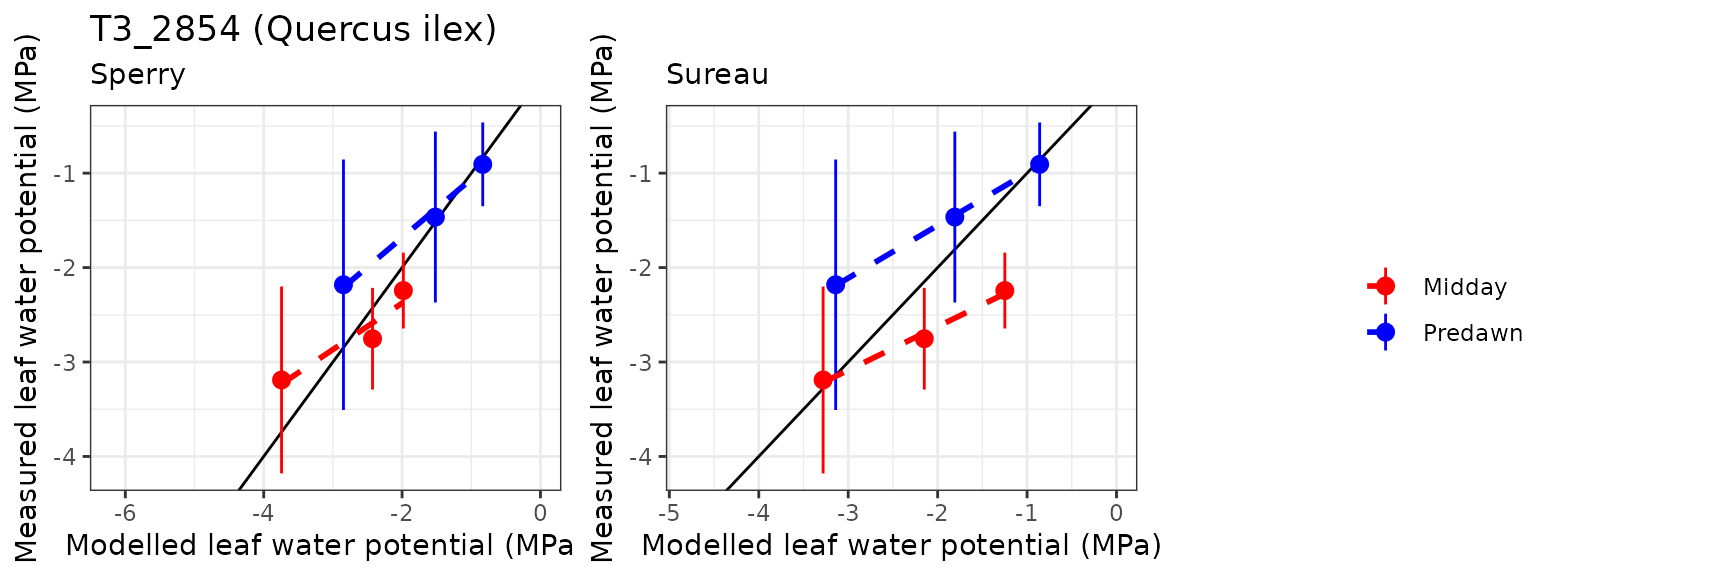 T3_2854 (Quercus ilex)
Sperry
Measured leaf water potential (MPa)
-1
-2
-3
-4
-6
-4
-2
0
Modelled leaf water potential (MPa
Sureau
Measured leaf water potential (MPa)
-1
-2
-3
-4
-5
-4
-3
-2
-1
0
Modelled leaf water potential (MPa)
Midday
Predawn